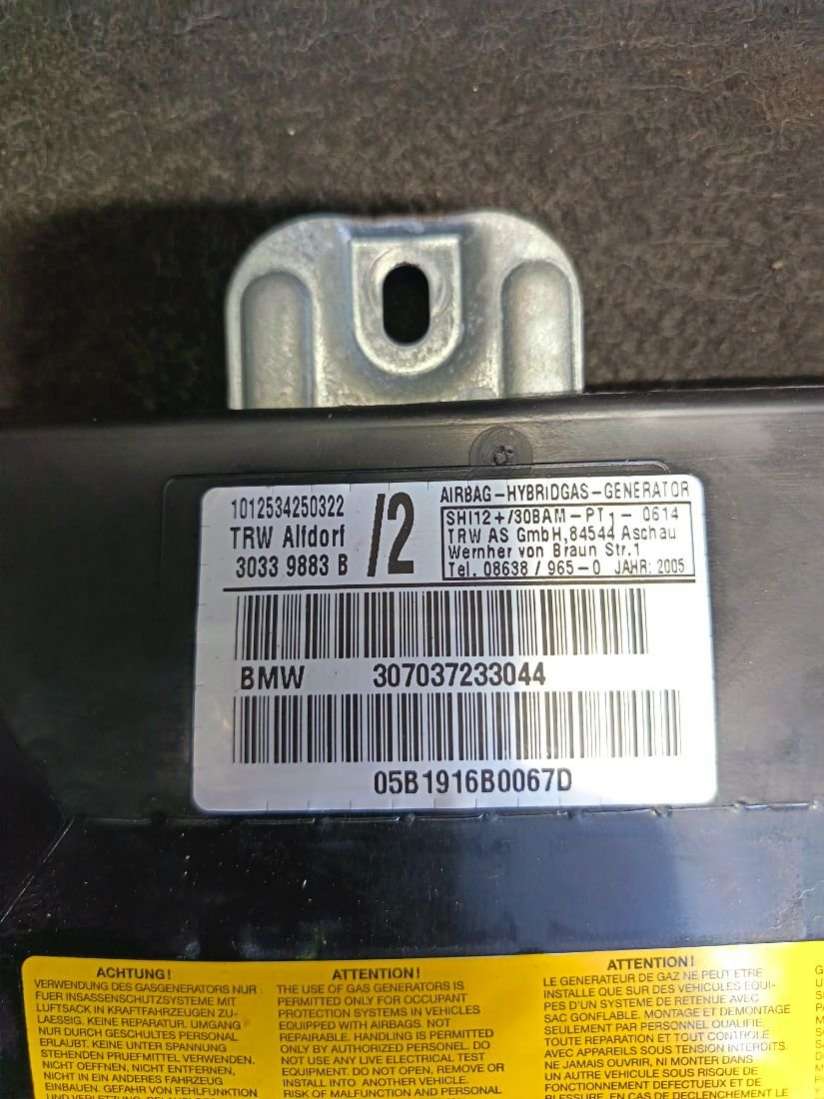 1012534250322
TRW Alfdorf
3033 9883 B
/2
AIRBAG-HYBRIDGAS-GENERATOR
SHI12+/30BAM-PT1-0614
TRW AS GmbH,84544 Aschau
Wernher von Braun Str.1
Tel. 08638 / 965-0 JAHR: 2005
BMW 307037233044
05B1916B0067D
ACHTUNG!
VERWENDUNG DES GASGENERATORS NUR
FUER INSASSENSCHUTZSYSTEME MIT
LUFTSACK IN KRAFTFAHRZEUGEN ZU-
LAESSIG. KEINE REPARATUR. UMGANG
NUR DURCH GESCHULTES PERSONAL
ERLAUBT. KEINE UNTER SPANNUNG
STEHENDEN PRUEFMITTEL VERWENDEN.
NICHT OEFFNEN, NICHT ENTFERNEN,
NICHT IN EIN ANDERES FAHRZEUG
EINBAUEN. GEFAHR VON FEHLFUNKTION
ATTENTION!
THE USE OF GAS GENERATORS IS
PERMITTED ONLY FOR OCCUPANT
PROTECTION SYSTEMS IN VEHICLES
EQUIPPED WITH AIRBAGS. NOT
REPAIRABLE. HANDLING IS PERMITTED
ONLY BY AUTHORIZED PERSONEL. DO
NOT USE ANY LIVE ELECTRICAL TEST
EQUIPMENT. DO NOT OPEN, REMOVE OR
INSTALL INTO ANOTHER VEHICLE.
RISK OF MALFUNCTION AND PERSONAL
ATTENTION!
LE GENERATEUR DE GAZ NE PEUT ETRE
INSTALLE QUE SUR DES VEHICULES EQUI-
PES D'UN SYSTEME DE RETENUE AVEC
SAC GONFLABLE. MONTAGE ET DEMONTAGE
SEULEMENT PAR PERSONNEL QUALIFIE.
TOUTE REPARATION ET TOUT CONTROLE
AVEC APPAREILS SOUS TENSION INTERDITS.
NE JAMAIS OUVRIR, NI MONTER DANS
UN AUTRE VEHICULE SOUS RISQUE DE
FONCTIONNEMENT DEFECTUEUX ET DE
BLESSURE. EN CAS DE DECLENCHEMENT LE